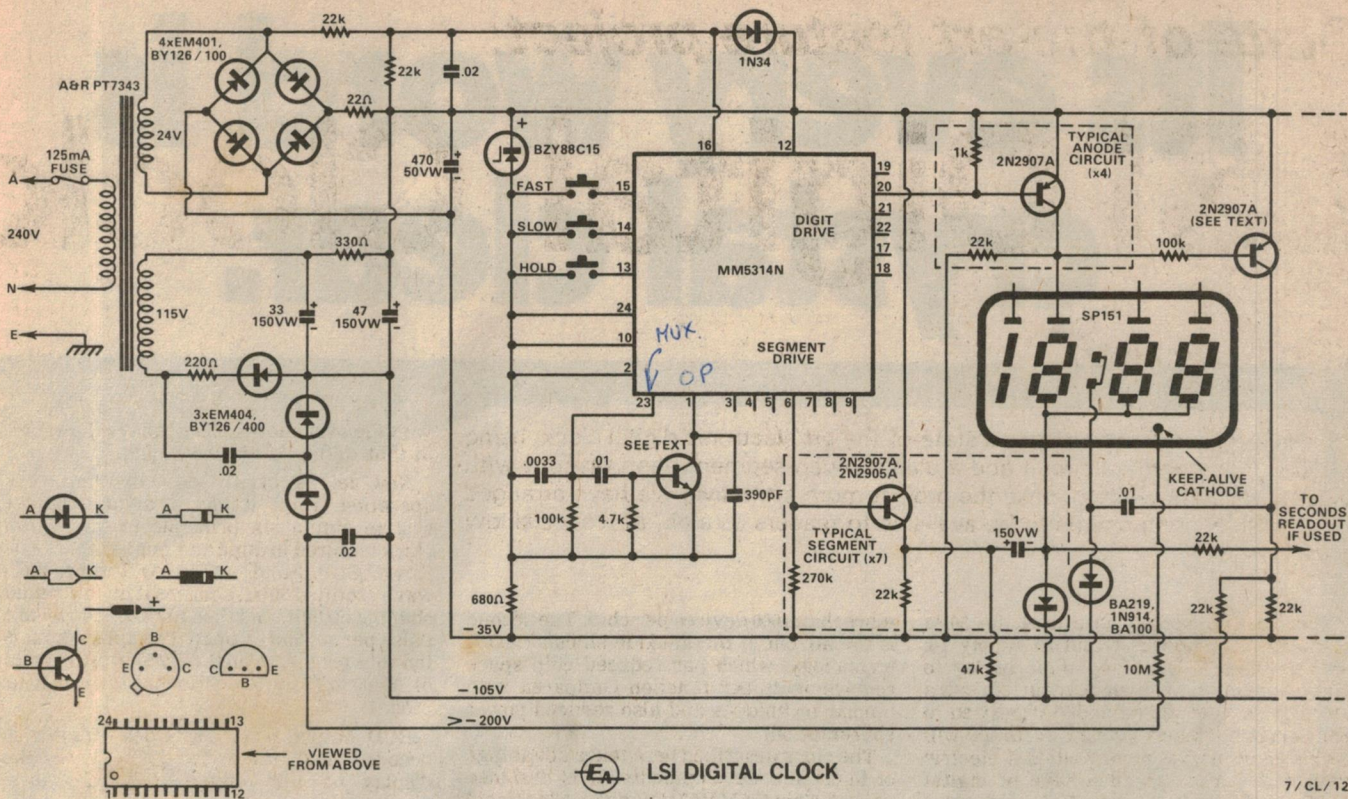 22k
4xEM401,
BY126 / 100
1N34
A&R PT7343
22k
.02
22Ω
24V
125mA
FUSE
470
50VW
+
-
+
BZY88C15
16
12
19
20
21
22
17
18
1k
2N2907A
TYPICAL
ANODE
CIRCUIT
(x4)
A
240V
N
E
FAST
15
SLOW
14
HOLD
13
DIGIT
DRIVE
MM5314N
24
10
2
SEGMENT
DRIVE
MUX.
OP
2N2907A
(SEE TEXT)
22k
100k
330Ω
115V
33
150VW
+
-
47
150VW
+
-
SP151
18:88
220Ω
3xEM404,
BY126 / 400
.02
23
1
3
4
5
6
7
8
9
SEE TEXT
.0033
.01
390pF
100k
4.7k
2N2907A,
2N2905A
TYPICAL
SEGMENT
CIRCUIT (x7)
KEEP-ALIVE
CATHODE
.01
1
150VW
+
-
TO
SECONDS
READOUT
IF USED
22k
270k
22k
BA219,
1N914,
BA100
22k
22k
.02
680Ω
47k
10M
-35V
-105V
>-200V
A
K
A
K
A
K
A
K
+
C
B
E
B
E
C
C
E
B
24
13
1
12
VIEWED
FROM ABOVE
EA
LSI DIGITAL CLOCK
7/CL/12